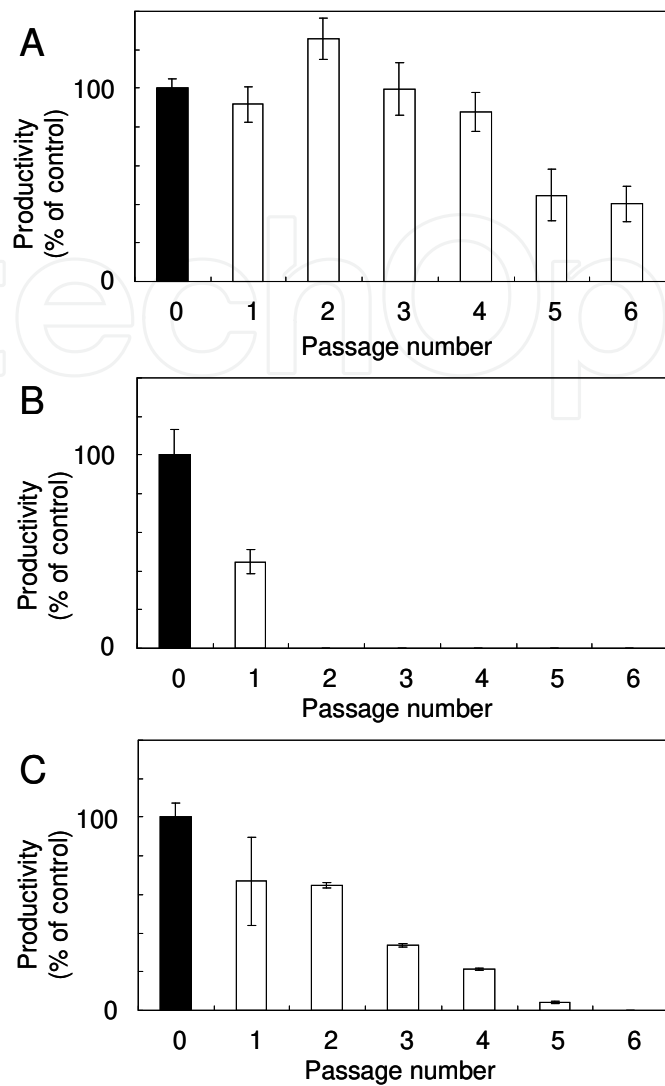 A
Productivity
(% of control)
100
0
0 1 2 3 4 5 6
Passage number
B
Productivity
(% of control)
100
0
0 1 2 3 4 5 6
Passage number
C
Productivity
(% of control)
100
0
0 1 2 3 4 5 6
Passage number
techOp